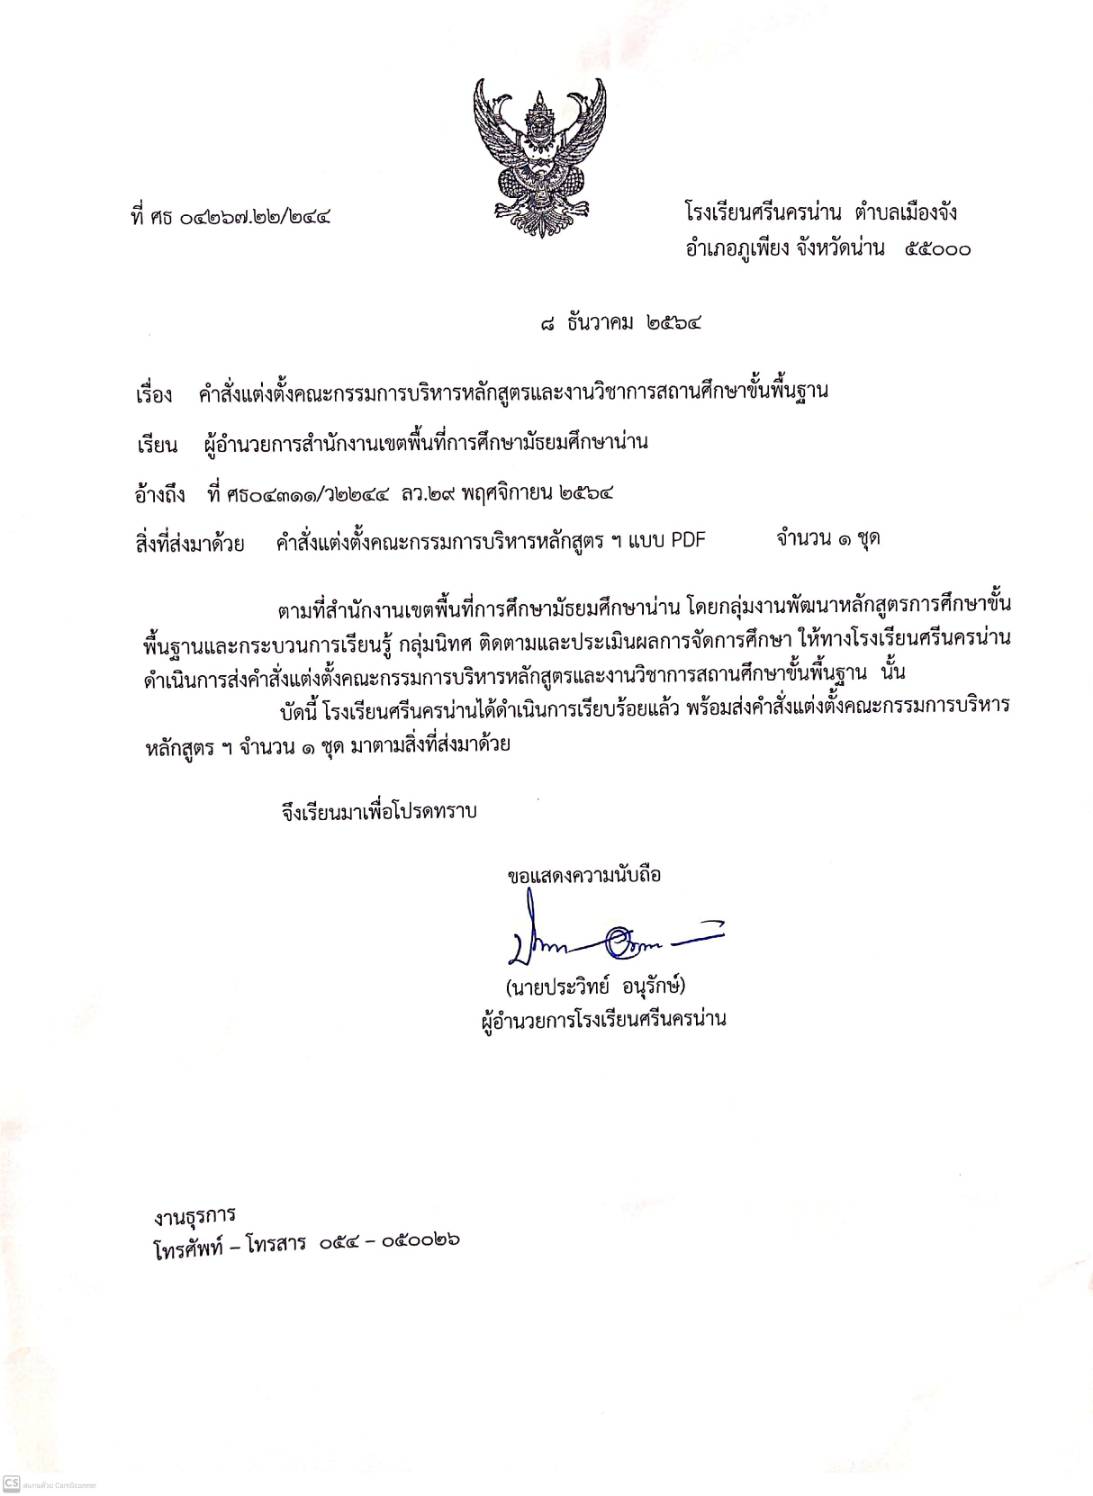 ที่ ศธ ๐๔๒๖๗.๒๒/๒๔๔
โรงเรียนศรีนครน่าน ตำบลเมืองจัง
อำเภอภูเพียง จังหวัดน่าน ๕๕๐๐๐
๘ ธันวาคม ๒๕๖๔
เรื่อง คำสั่งแต่งตั้งคณะกรรมการบริหารหลักสูตรและงานวิชาการสถานศึกษาขั้นพื้นฐาน
เรียน ผู้อำนวยการสำนักงานเขตพื้นที่การศึกษามัธยมศึกษาน่าน
อ้างถึง ที่ ศธ๐๔๓๑๑/ว๒๒๔๔ ลว.๒๙ พฤศจิกายน ๒๕๖๔
สิ่งที่ส่งมาด้วย คำสั่งแต่งตั้งคณะกรรมการบริหารหลักสูตร ฯ แบบ PDF จำนวน ๑ ชุด
ตามที่สำนักงานเขตพื้นที่การศึกษามัธยมศึกษาน่าน โดยกลุ่มงานพัฒนาหลักสูตรการศึกษาขั้น
พื้นฐานและกระบวนการเรียนรู้ กลุ่มนิทศ ติดตามและประเมินผลการจัดการศึกษา ให้ทางโรงเรียนศรีนครน่าน
ดำเนินการส่งคำสั่งแต่งตั้งคณะกรรมการบริหารหลักสูตรและงานวิชาการสถานศึกษาขั้นพื้นฐาน นั้น
บัดนี้ โรงเรียนศรีนครน่านได้ดำเนินการเรียบร้อยแล้ว พร้อมส่งคำสั่งแต่งตั้งคณะกรรมการบริหาร
หลักสูตร ฯ จำนวน ๑ ชุด มาตามสิ่งที่ส่งมาด้วย
จึงเรียนมาเพื่อโปรดทราบ
ขอแสดงความนับถือ
(นายประวิทย์ อนุรักษ์)
ผู้อำนวยการโรงเรียนศรีนครน่าน
งานธุรการ
โทรศัพท์ – โทรสาร ๐๕๔ – ๐๕๐๐๒๖
CS สแกนด้วย CamScanner